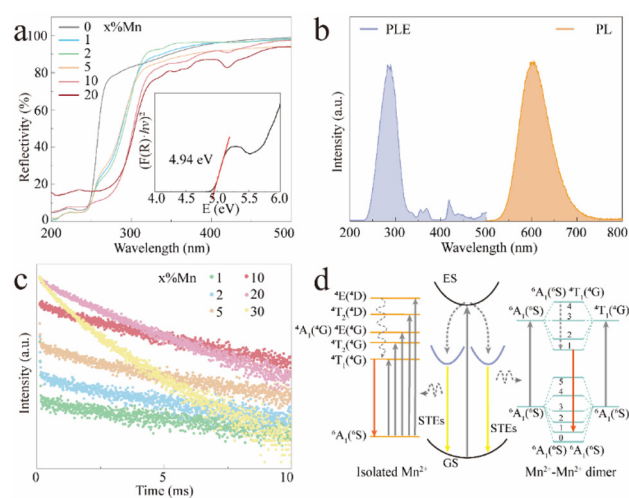 a
x%Mn
0
1
2
5
10
20
100
80
60
40
20
0
Reflectivity (%)
(F(R)·hν)²
4.94 eV
4.0 4.5 5.0 5.5 6.0
E (eV)
200 300 400 500
Wavelength (nm)
b
PLE PL
Intensity (a.u.)
200 300 400 500 600 700 800
Wavelength (nm)
c
x%Mn
1 10
2 20
5 30
Intensity (a.u.)
0 5 10
Time (ms)
d
ES
⁴E(⁴D)
⁴T₂(⁴D)
⁴A₁(⁴G) ⁴E(⁴G)
⁴T₂(⁴G)
⁴T₁(⁴G)
⁶A₁(⁶S)
STEs STEs
GS
Isolated Mn²⁺
⁶A₁(⁶S) ⁴T₁(⁴G)
⁶A₁(⁶S) ⁴T₁(⁴G)
4
3
2
1
5
4
3
2
1
0
⁶A₁(⁶S) ⁶A₁(⁶S)
⁶A₁(⁶S) ⁶A₁(⁶S)
Mn²⁺-Mn²⁺ dimer